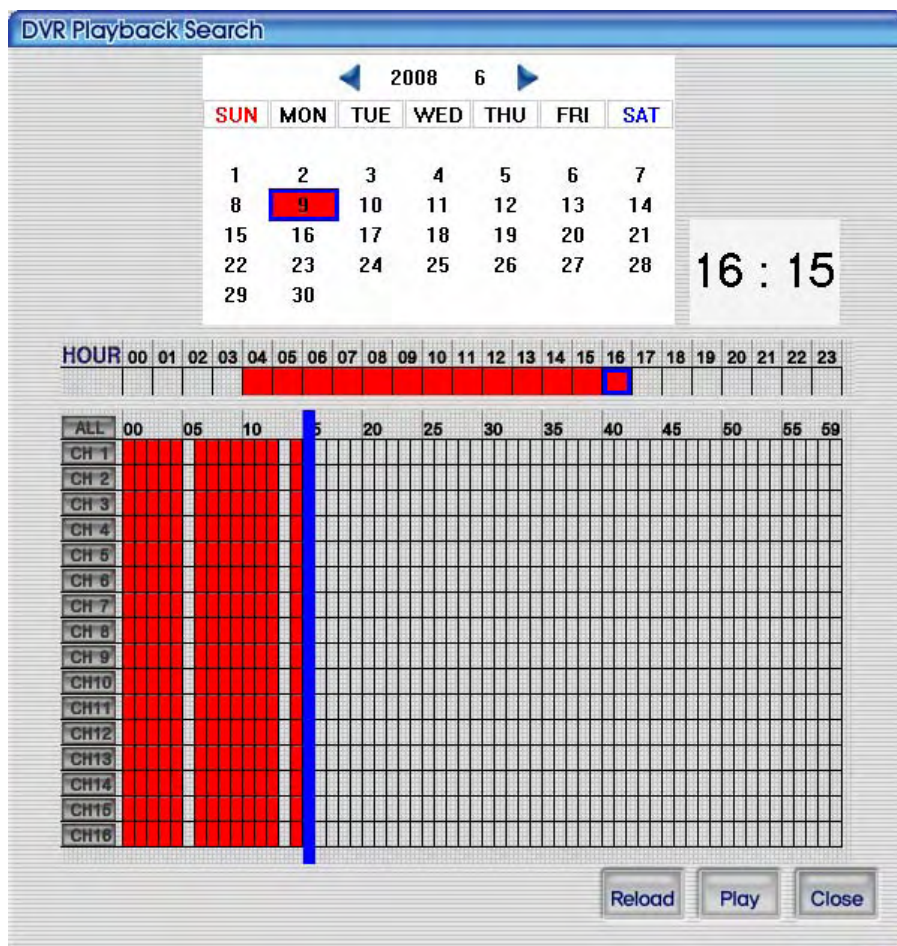 DVR Playback Search
2008 6
SUN MON TUE WED THU FRI SAT
1 2 3 4 5 6 7
8 9 10 11 12 13 14
15 16 17 18 19 20 21
22 23 24 25 26 27 28
29 30
16 : 15
HOUR 00 01 02 03 04 05 06 07 08 09 10 11 12 13 14 15 16 17 18 19 20 21 22 23
ALL 00 05 10 5 20 25 30 35 40 45 50 55 59
CH 1
CH 2
CH 3
CH 4
CH 5
CH 6
CH 7
CH 8
CH 9
CH10
CH11
CH12
CH13
CH14
CH15
CH16
Reload Play Close